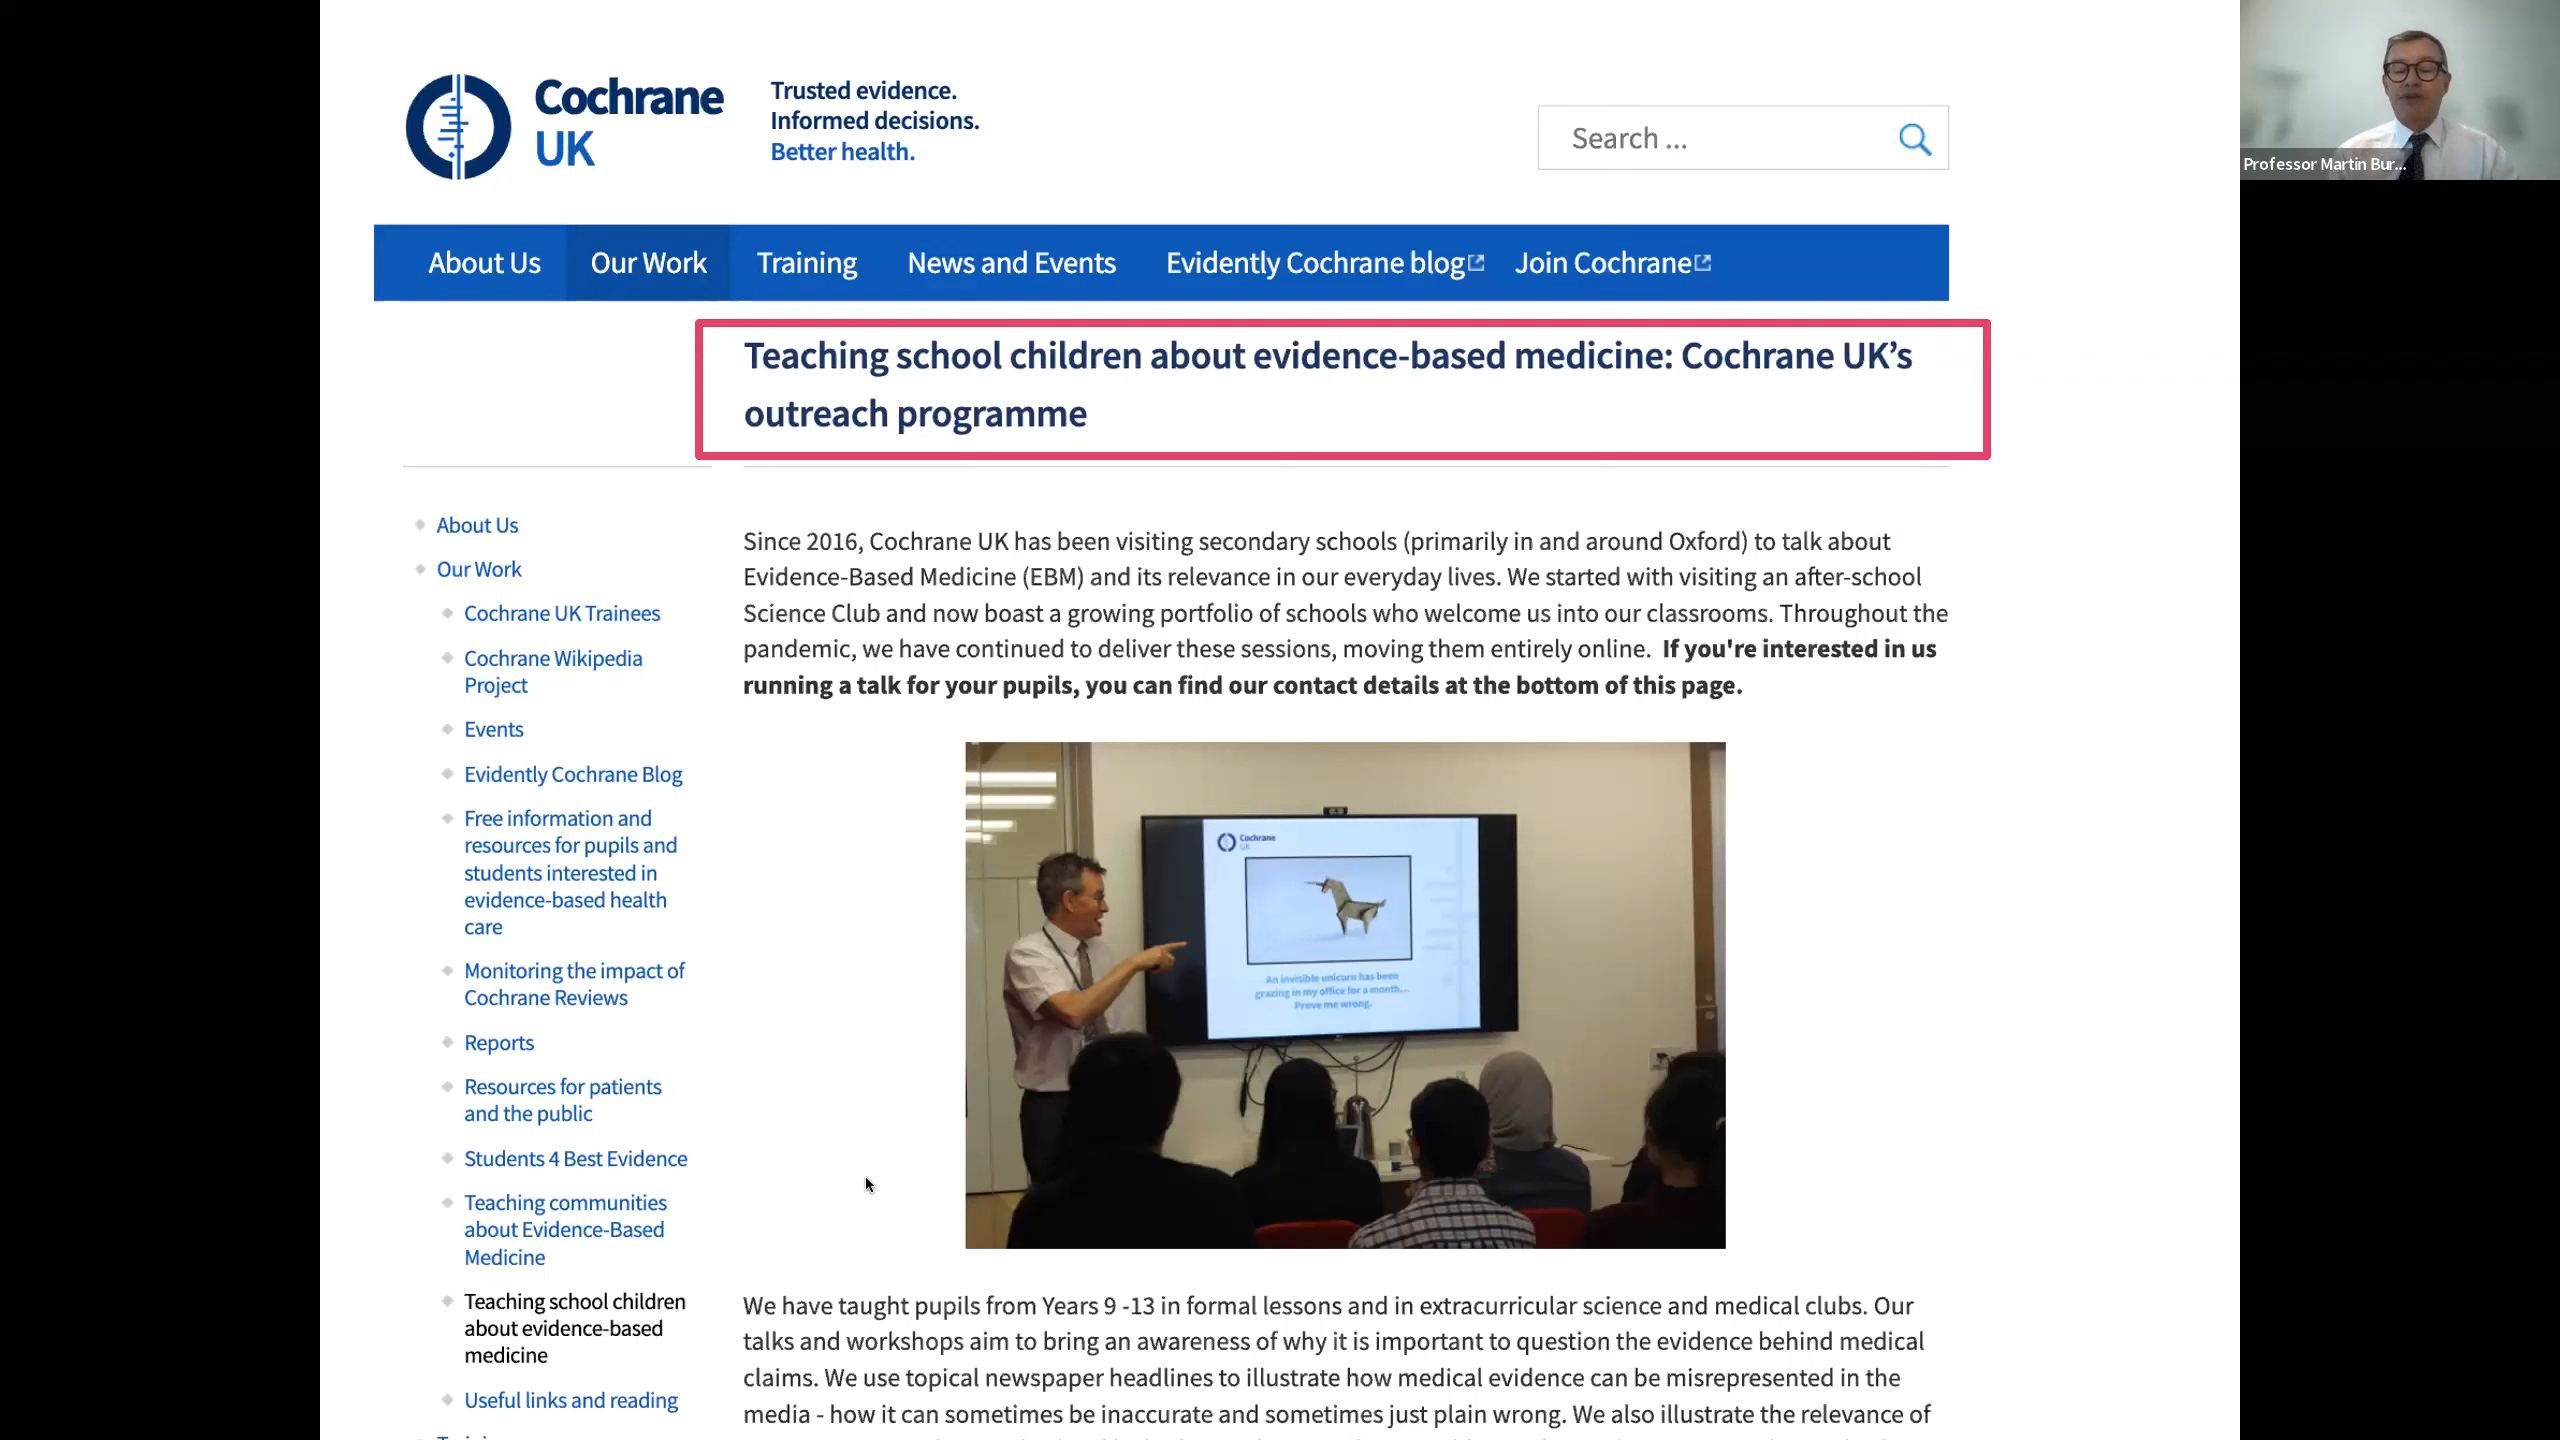 Cochrane
UK
Trusted evidence.
Informed decisions.
Better health.
Search ...
Professor Martin Bur...
About Us
Our Work
Training
News and Events
Evidently Cochrane blog
Join Cochrane
Teaching school children about evidence-based medicine: Cochrane UK’s
outreach programme
About Us
Our Work
Cochrane UK Trainees
Cochrane Wikipedia
Project
Events
Evidently Cochrane Blog
Free information and
resources for pupils and
students interested in
evidence-based health
care
Monitoring the impact of
Cochrane Reviews
Reports
Resources for patients
and the public
Students 4 Best Evidence
Teaching communities
about Evidence-Based
Medicine
Teaching school children
about evidence-based
medicine
Useful links and reading
Since 2016, Cochrane UK has been visiting secondary schools (primarily in and around Oxford) to talk about
Evidence-Based Medicine (EBM) and its relevance in our everyday lives. We started with visiting an after-school
Science Club and now boast a growing portfolio of schools who welcome us into our classrooms. Throughout the
pandemic, we have continued to deliver these sessions, moving them entirely online. If you're interested in us
running a talk for your pupils, you can find our contact details at the bottom of this page.
Cochrane
UK
An invisible unicorn has been
grazing in my office for a month...
Prove me wrong.
We have taught pupils from Years 9 -13 in formal lessons and in extracurricular science and medical clubs. Our
talks and workshops aim to bring an awareness of why it is important to question the evidence behind medical
claims. We use topical newspaper headlines to illustrate how medical evidence can be misrepresented in the
media - how it can sometimes be inaccurate and sometimes just plain wrong. We also illustrate the relevance of